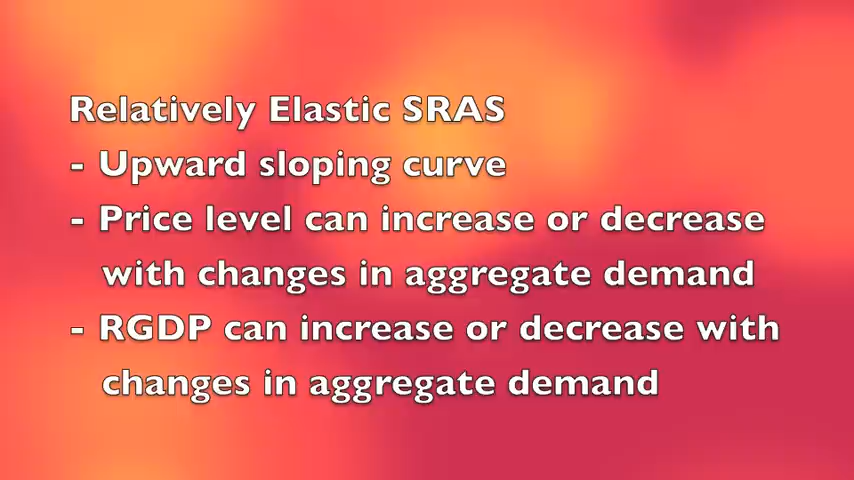 Relatively Elastic SRAS
- Upward sloping curve
- Price level can increase or decrease
with changes in aggregate demand
- RGDP can increase or decrease with
changes in aggregate demand